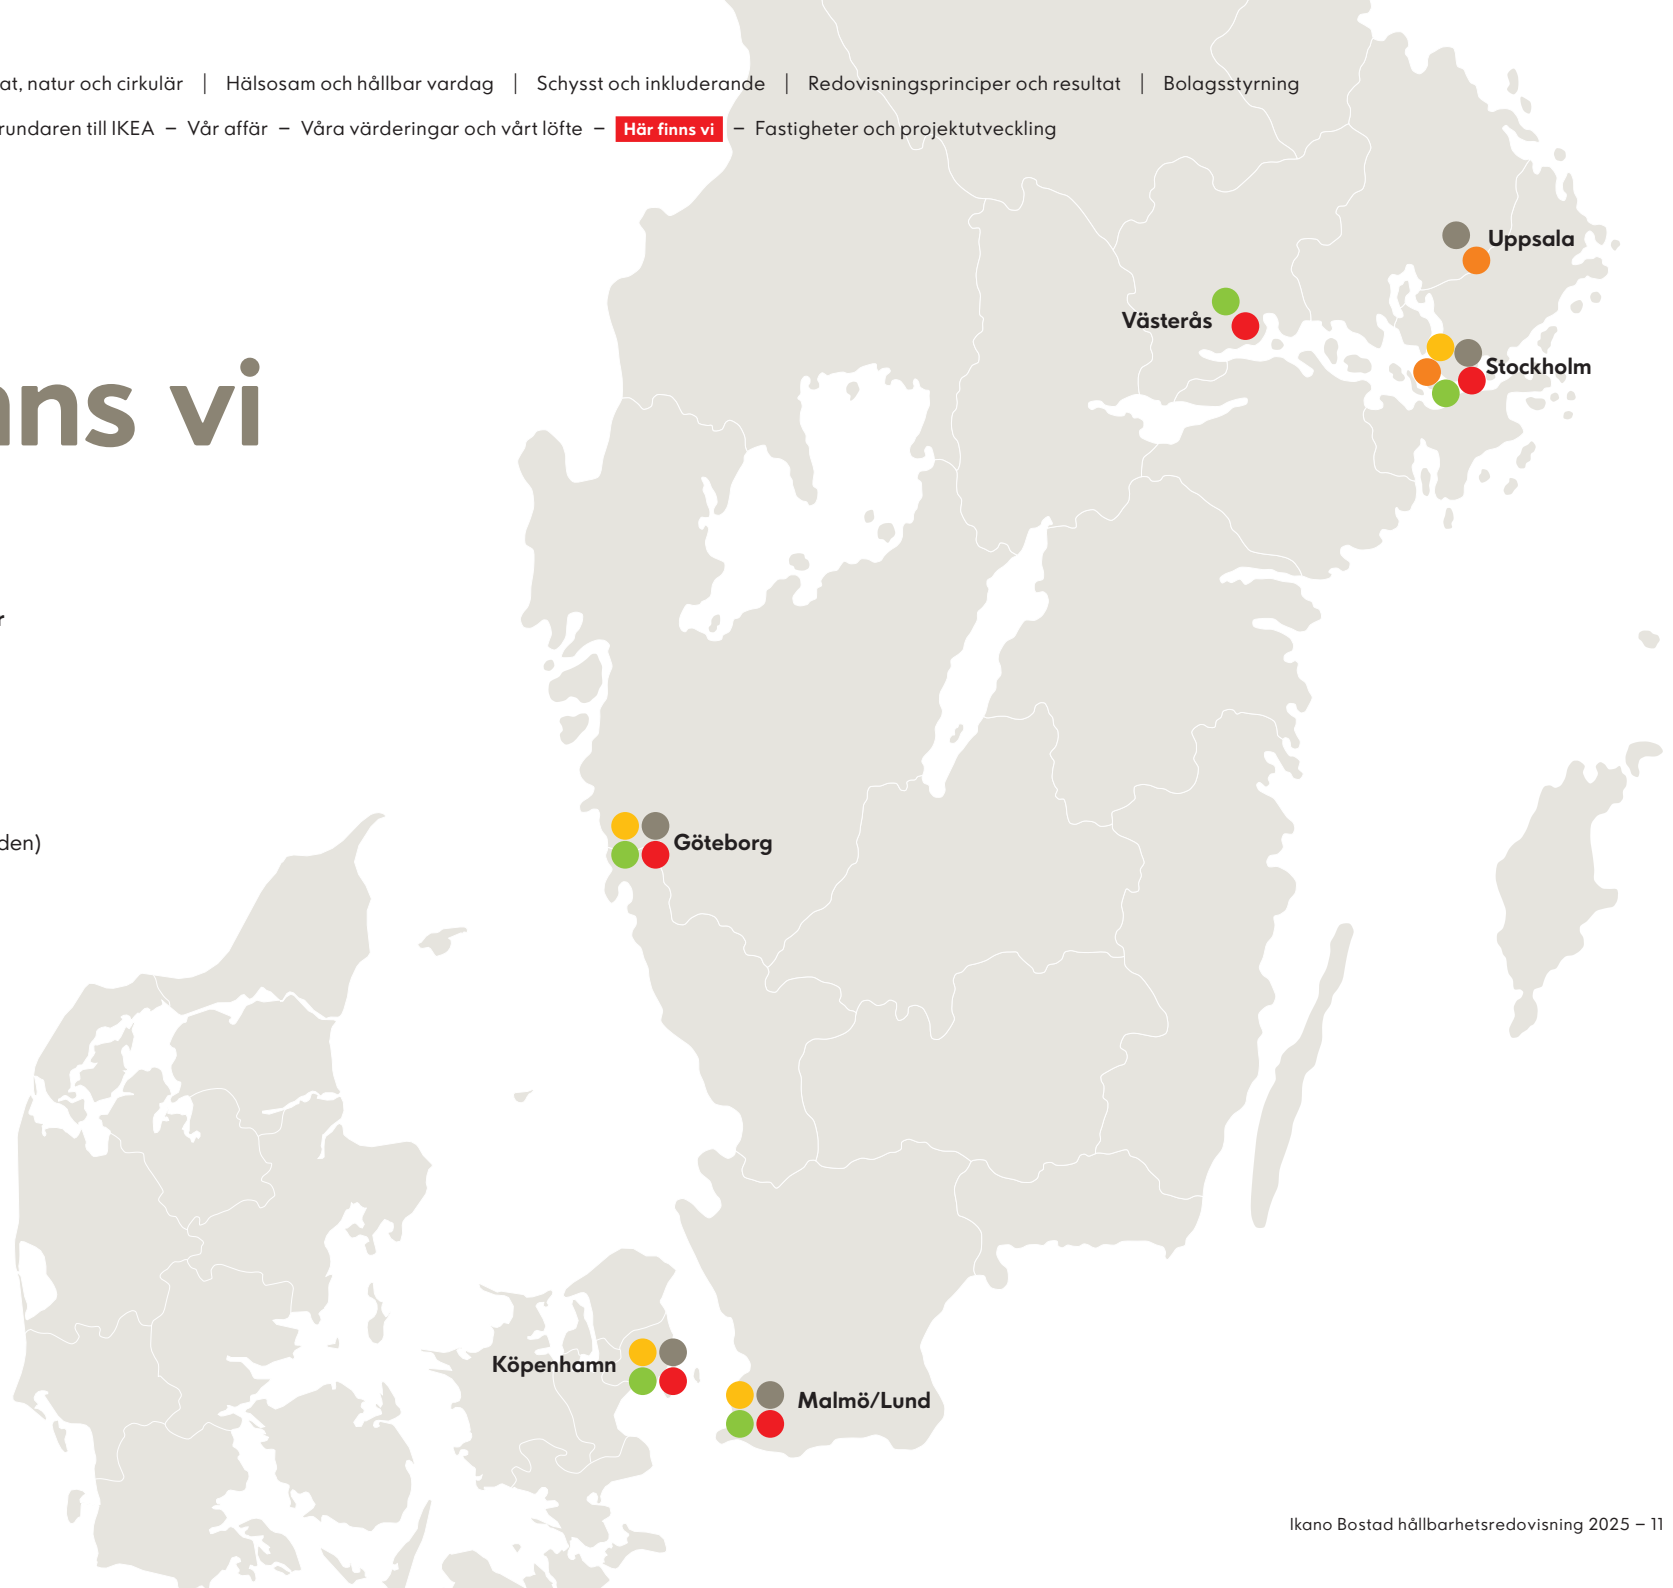 at, natur och cirkulär | Hälsosam och hållbar vardag | Schysst och inkluderande | Redovisningsprinciper och resultat | Bolagsstyrning
rundaren till IKEA – Vår affär – Våra värderingar och vårt löfte – Här finns vi – Fastigheter och projektutveckling
Uppsala
Västerås
Stockholm
nns vi
r
Göteborg
den)
Köpenhamn
Malmö/Lund
Ikano Bostad hållbarhetsredovisning 2025 – 11